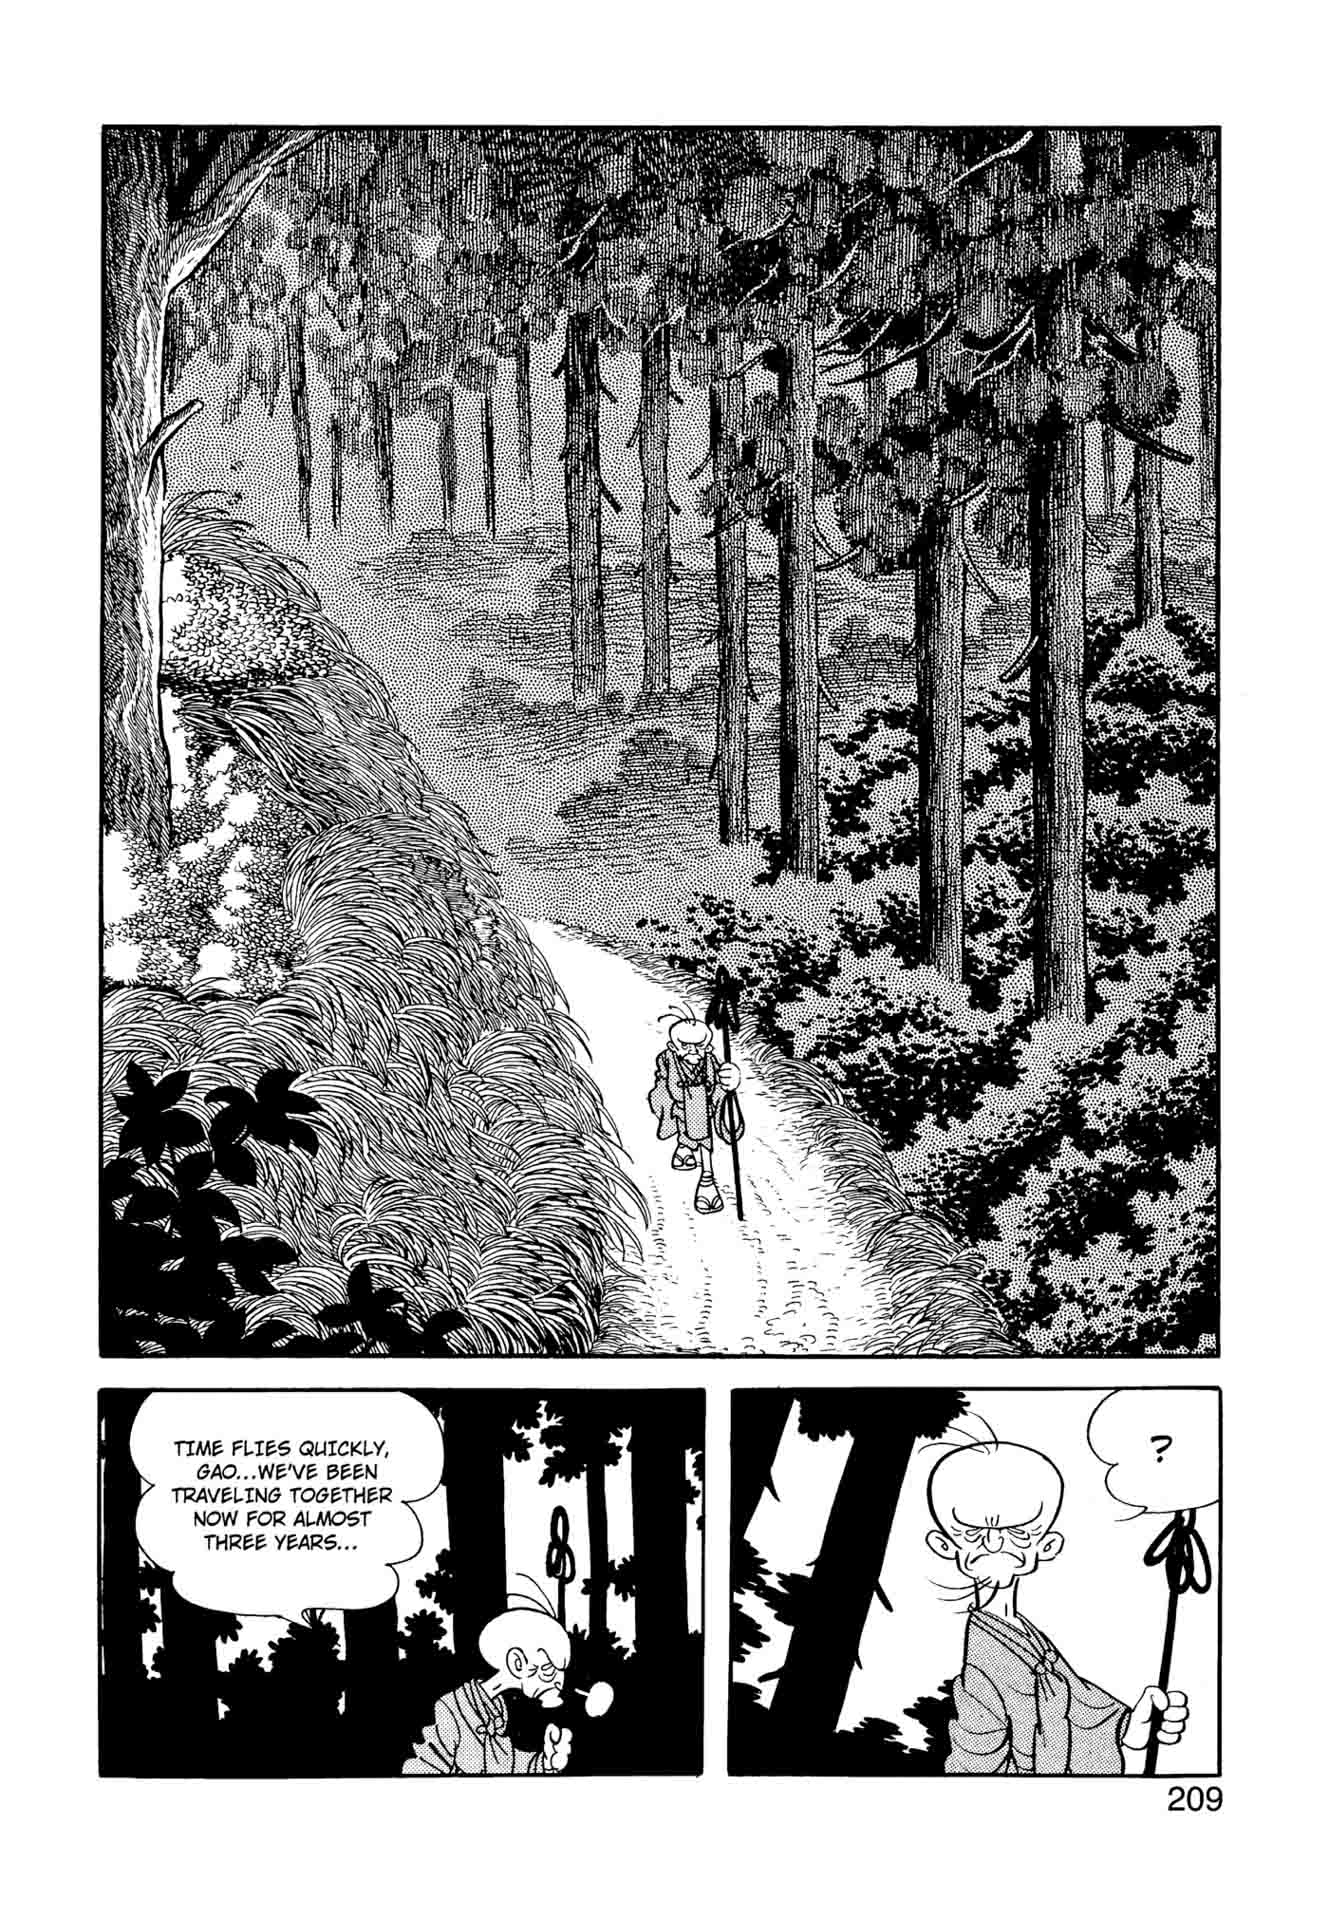 TIME FLIES QUICKLY,
GAO...WE'VE BEEN
TRAVELING TOGETHER
NOW FOR ALMOST
THREE YEARS...
?
209